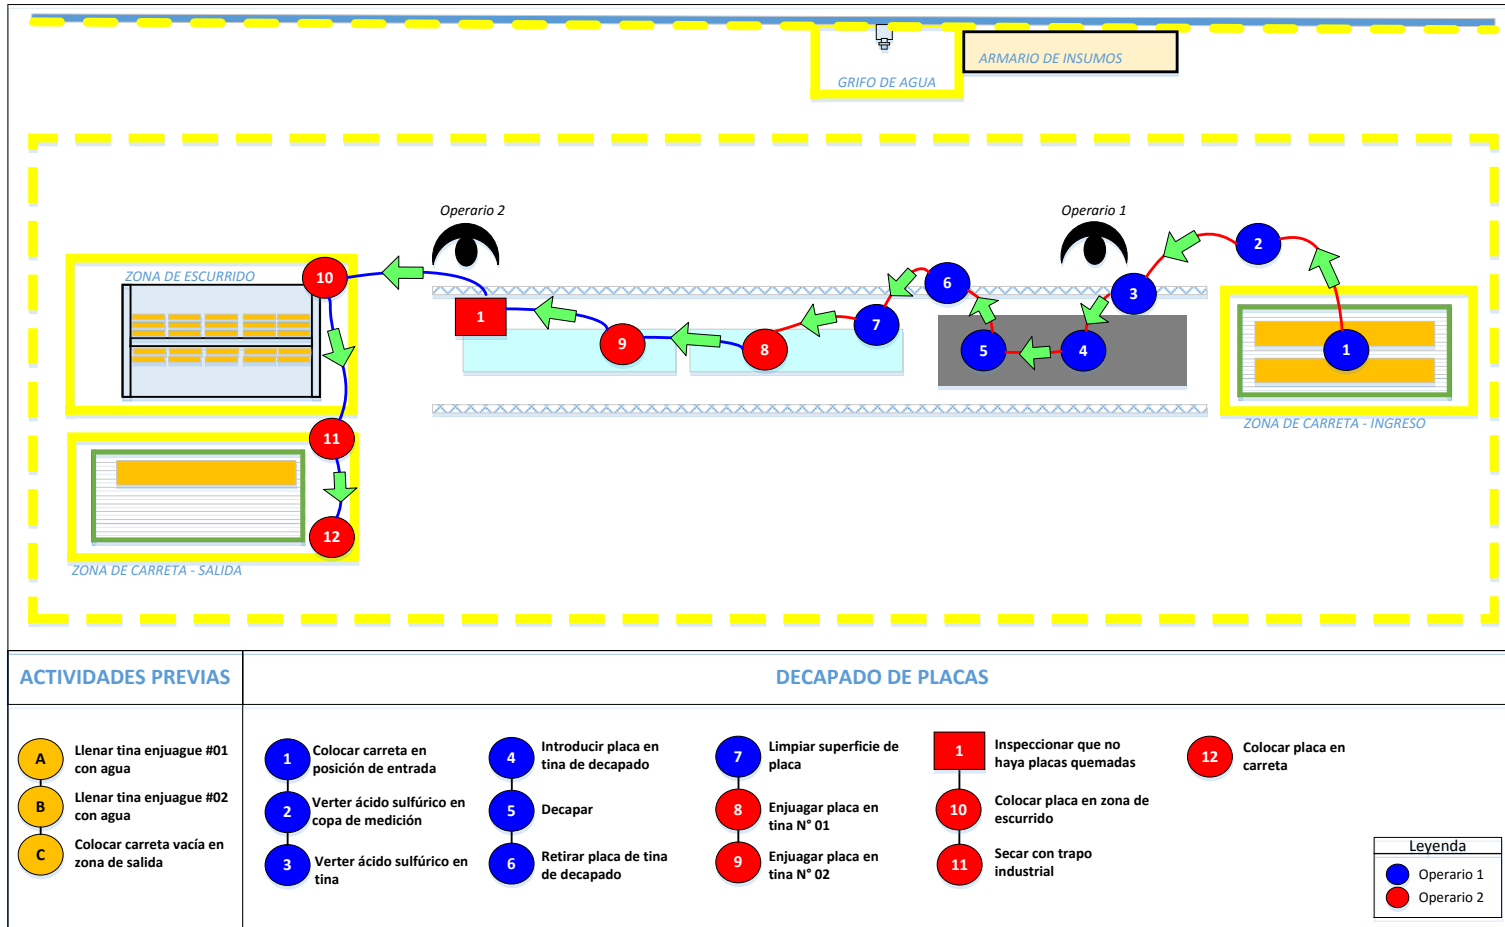 GRIFO DE AGUA
ARMARIO DE INSUMOS
Operario 2
Operario 1
ZONA DE ESCURRIDO
10
1
9
8
7
6
5
4
3
2
1
11
12
ZONA DE CARRETA - INGRESO
ZONA DE CARRETA - SALIDA
ACTIVIDADES PREVIAS
A
Llenar tina enjuague #01
con agua
B
Llenar tina enjuague #02
con agua
C
Colocar carreta vacía en
zona de salida
DECAPADO DE PLACAS
1
Colocar carreta en
posición de entrada
2
Verter ácido sulfúrico en
copa de medición
3
Verter ácido sulfúrico en
tina
4
Introducir placa en
tina de decapado
5
Decapar
6
Retirar placa de tina
de decapado
7
Limpiar superficie de
placa
8
Enjuagar placa en
tina N° 01
9
Enjuagar placa en
tina N° 02
1
Inspeccionar que no
haya placas quemadas
10
Colocar placa en zona de
escurrido
11
Secar con trapo
industrial
12
Colocar placa en
carreta
Leyenda
Operario 1
Operario 2